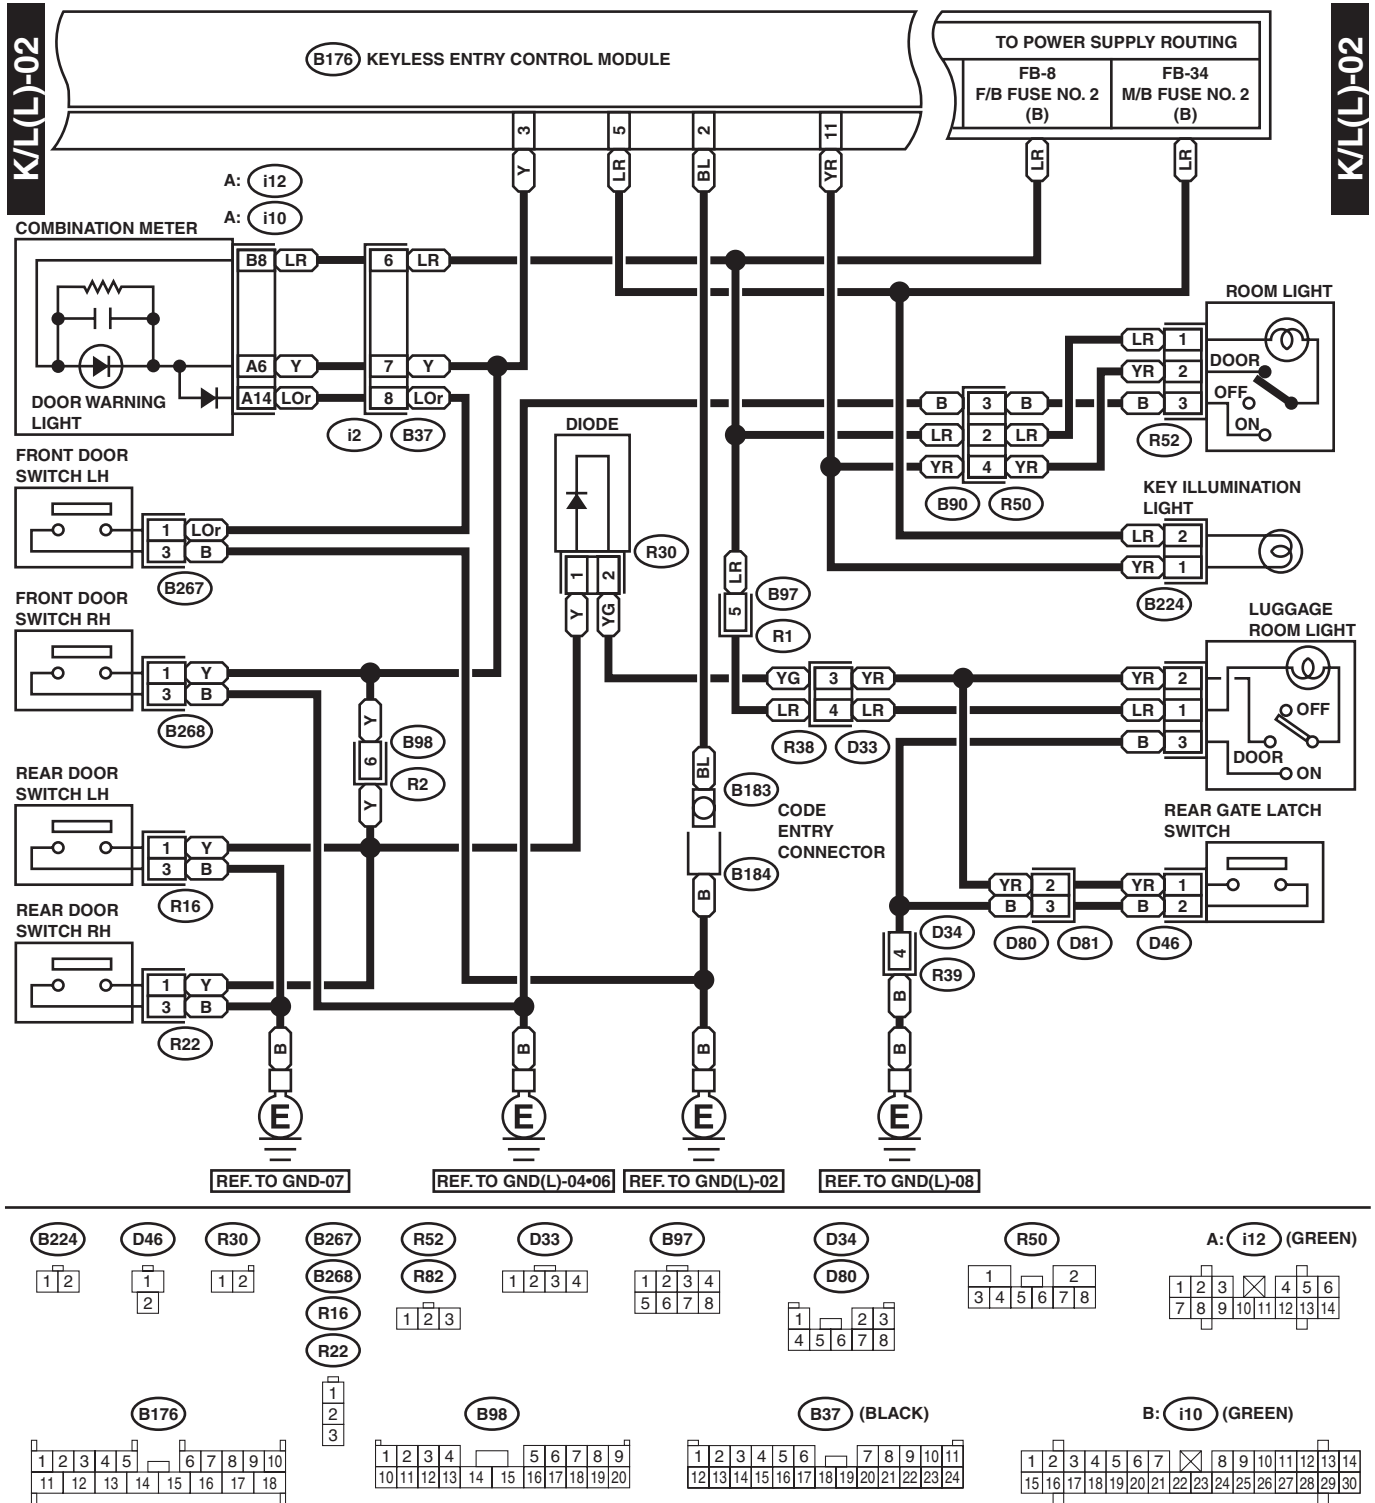 K/L(L)-02
K/L(L)-02
B176 KEYLESS ENTRY CONTROL MODULE
TO POWER SUPPLY ROUTING
FB-8
F/B FUSE NO. 2
(B)
FB-34
M/B FUSE NO. 2
(B)
3 5 2 11
Y LR BL YR LR LR
A: i12
A: i10
COMBINATION METER
B8 LR 6 LR
A6 Y 7 Y
A14 LOr 8 LOr
DOOR WARNING
LIGHT
i2 B37
ROOM LIGHT
LR 1
YR 2
B 3
DOOR
OFF
ON
R52
B 3 B
LR 2 LR
YR 4 YR
B90 R50
DIODE
1 2
Y YG
R30
FRONT DOOR
SWITCH LH
1 LOr
3 B
B267
KEY ILLUMINATION
LIGHT
LR 2
YR 1
B224
LR
5
B97
R1
FRONT DOOR
SWITCH RH
1 Y
3 B
B268
LUGGAGE
ROOM LIGHT
YR 2
LR 1
B 3
OFF
DOOR
ON
YG 3 YR
LR 4 LR
R38 D33
Y
6
Y
B98
R2
BL
B183
CODE
ENTRY
CONNECTOR
B184
B
REAR DOOR
SWITCH LH
1 Y
3 B
R16
REAR GATE LATCH
SWITCH
YR 2 YR 1
B 3 B 2
D80 D81 D46
D34
4
R39
B
REAR DOOR
SWITCH RH
1 Y
3 B
R22
B B B B
E E E E
REF. TO GND-07
REF. TO GND(L)-04•06
REF. TO GND(L)-02
REF. TO GND(L)-08
B224
1 2
D46
1
2
R30
1 2
B267
B268
R16
R22
1
2
3
R52
R82
1 2 3
D33
1 2 3 4
B97
1 2 3 4
5 6 7 8
D34
D80
1 2 3
4 5 6 7 8
R50
1 2
3 4 5 6 7 8
A: i12 (GREEN)
1 2 3 4 5 6
7 8 9 10 11 12 13 14
B176
1 2 3 4 5 6 7 8 9 10
11 12 13 14 15 16 17 18
B98
1 2 3 4 5 6 7 8 9
10 11 12 13 14 15 16 17 18 19 20
B37 (BLACK)
1 2 3 4 5 6 7 8 9 10 11
12 13 14 15 16 17 18 19 20 21 22 23 24
B: i10 (GREEN)
1 2 3 4 5 6 7 8 9 10 11 12 13 14
15 16 17 18 19 20 21 22 23 24 25 26 27 28 29 30